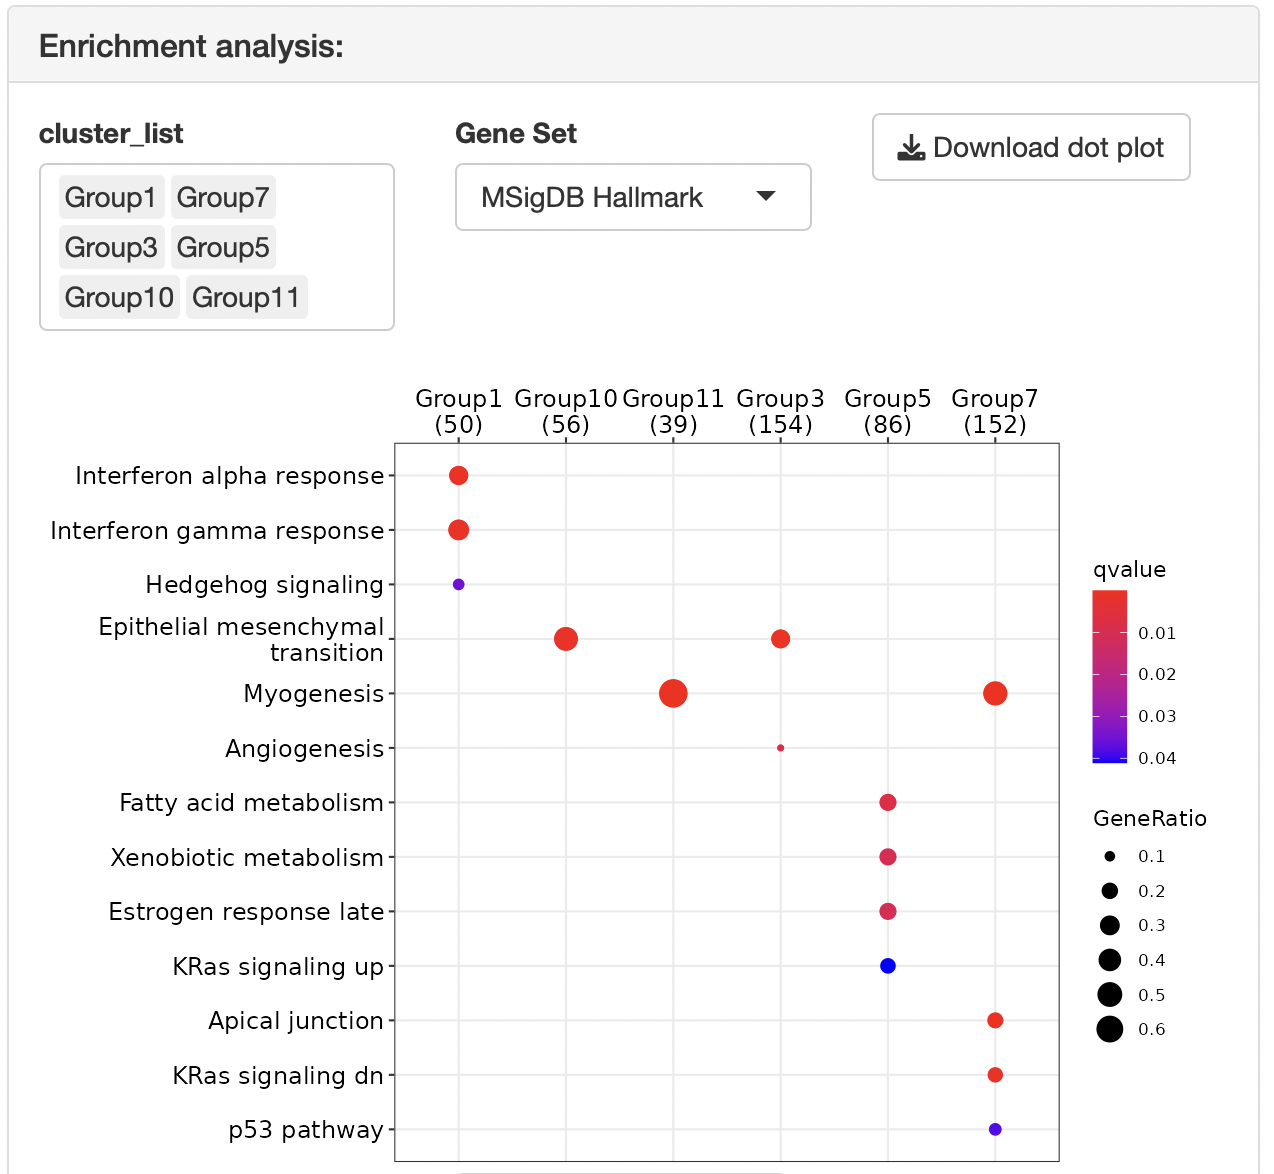 Enrichment analysis:
cluster_list
Gene Set
Download dot plot
Group1 Group7
Group3 Group5
Group10 Group11
MSigDB Hallmark
Group1 Group10 Group11 Group3 Group5 Group7
(50) (56) (39) (154) (86) (152)
Interferon alpha response
Interferon gamma response
Hedgehog signaling
Epithelial mesenchymal
transition
Myogenesis
Angiogenesis
Fatty acid metabolism
Xenobiotic metabolism
Estrogen response late
KRas signaling up
Apical junction
KRas signaling dn
p53 pathway
qvalue
0.01
0.02
0.03
0.04
GeneRatio
0.1
0.2
0.3
0.4
0.5
0.6